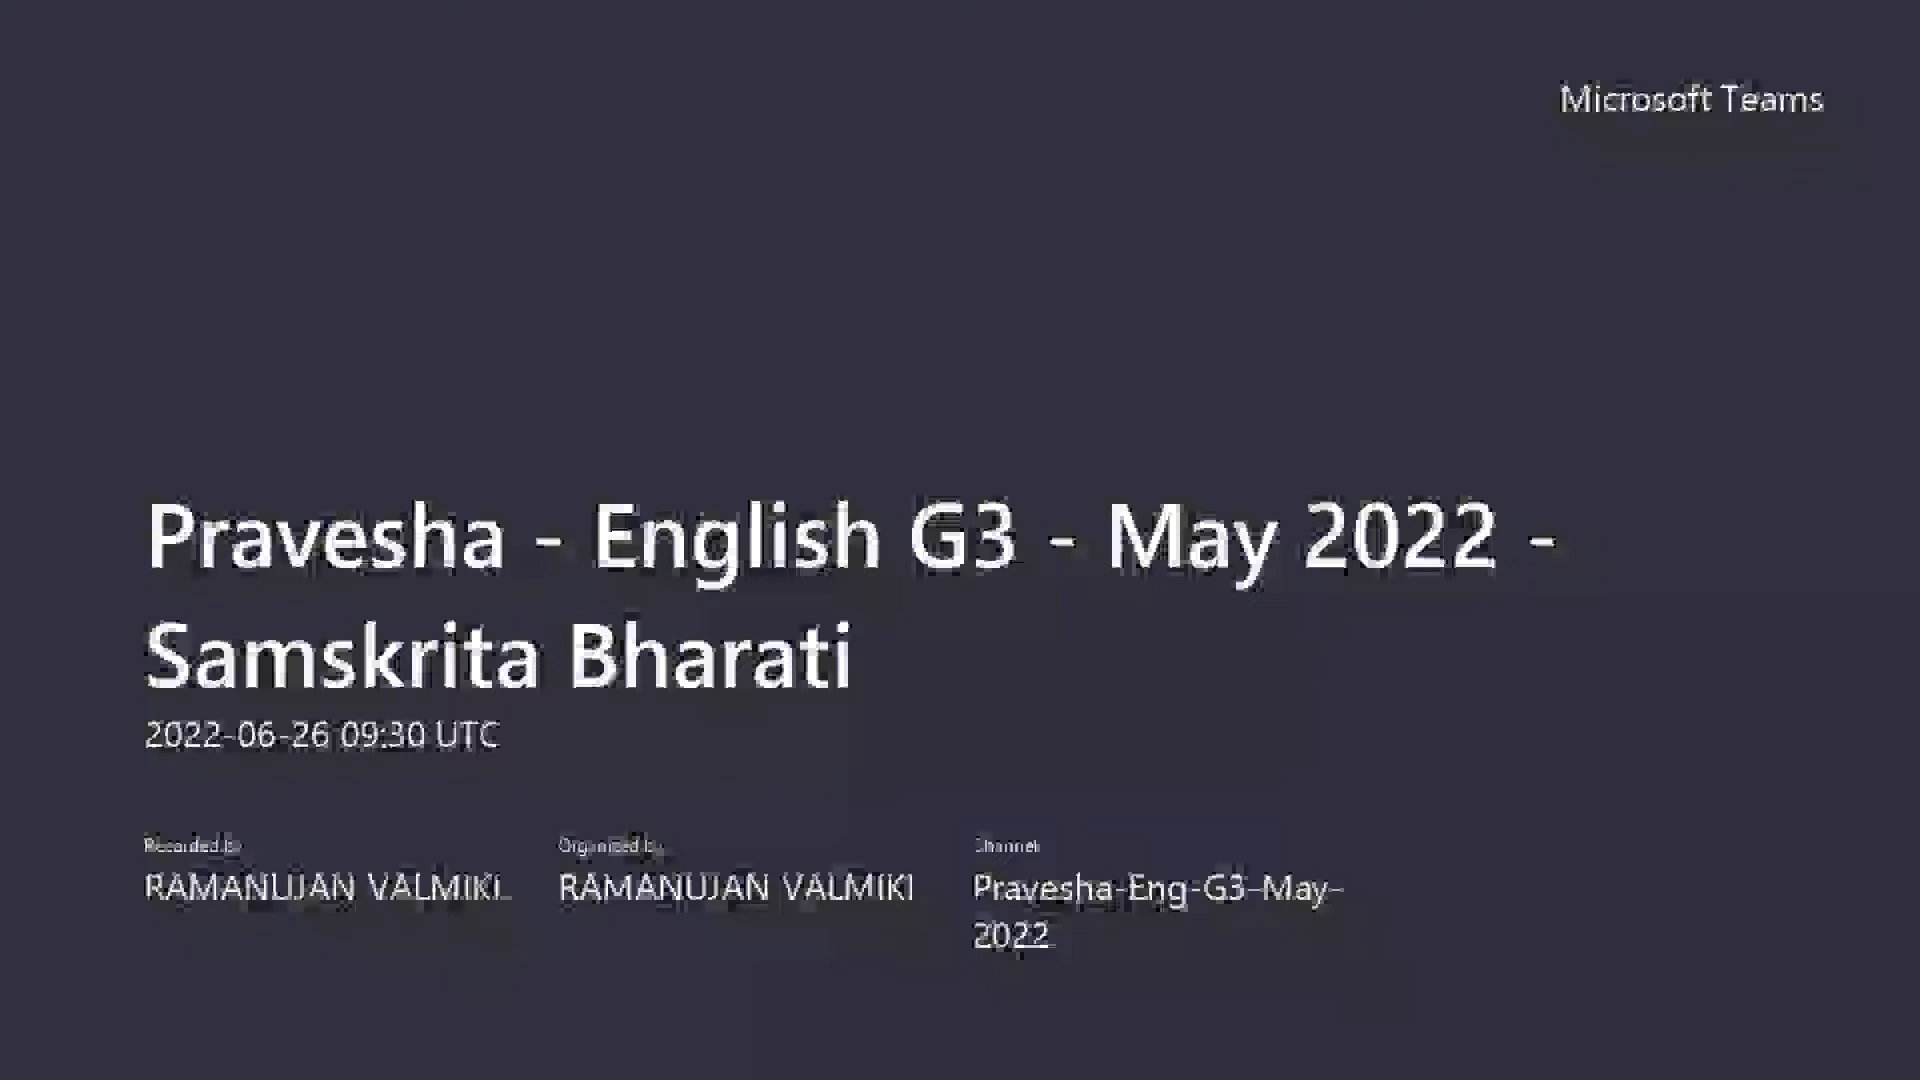 Microsoft Teams
Pravesha - English G3 - May 2022 -
Samskrita Bharati
2022-06-26 09:30 UTC
Recorded by
Organized by
Channel
RAMANUJAN VALMIKI
RAMANUJAN VALMIKI
Pravesha-Eng-G3-May-
2022